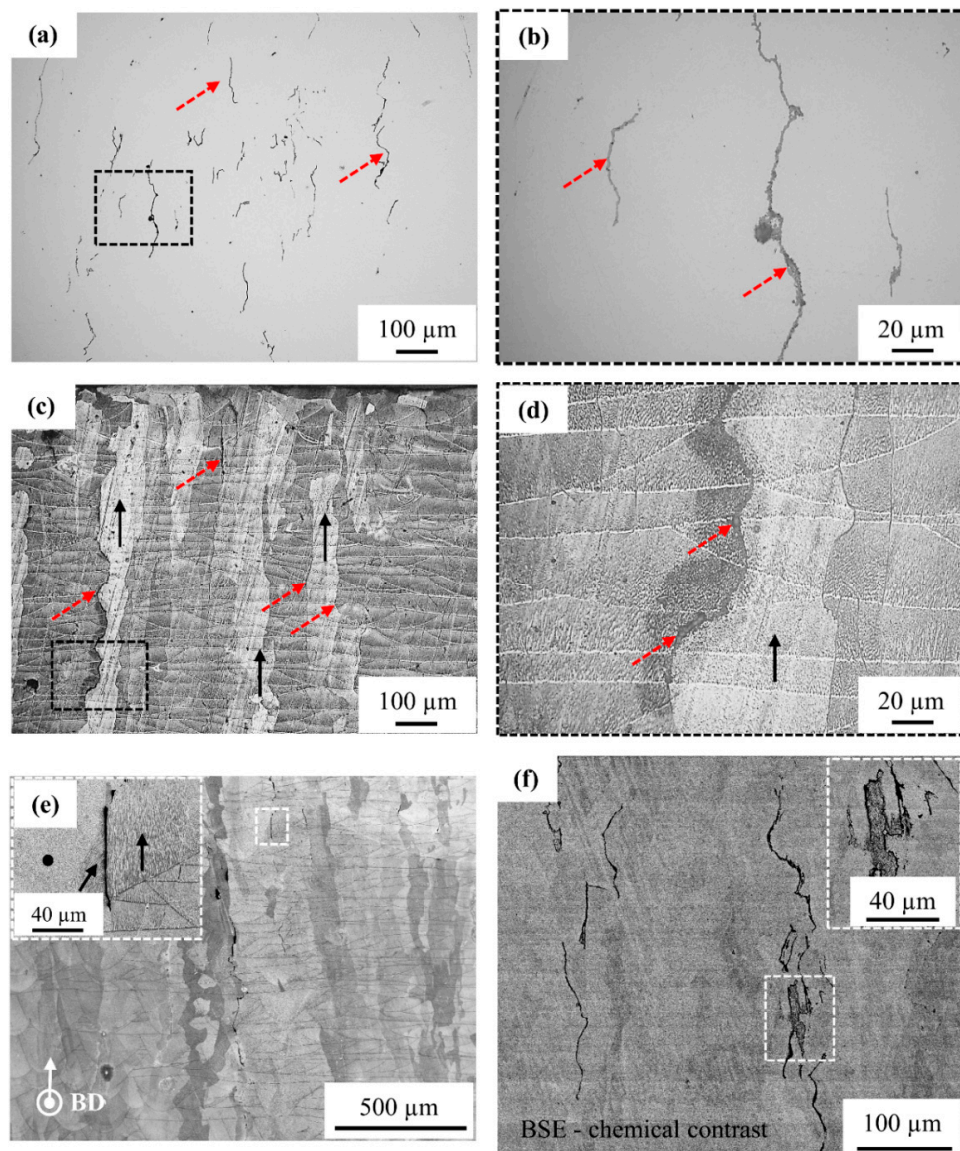 (a)
100 µm
(b)
20 µm
(c)
100 µm
(d)
20 µm
(e)
40 µm
BD
500 µm
(f)
40 µm
BSE - chemical contrast
100 µm